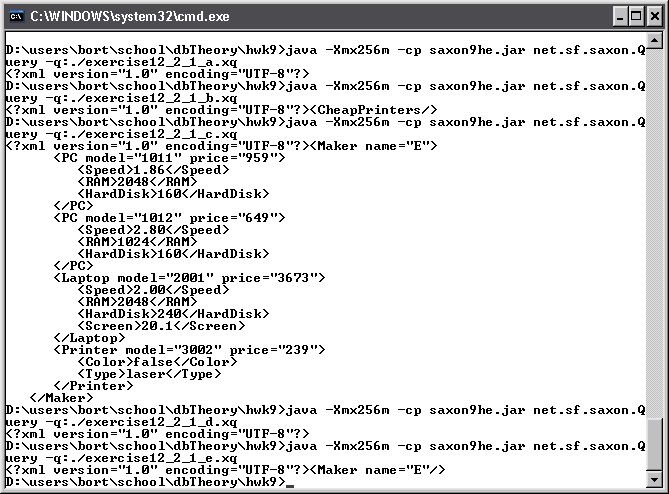 C:\WINDOWS\system32\cmd.exe
D:\users\bort\school\dbTheory\hwk9>java -Xmx256m -cp saxon9he.jar net.sf.saxon.Q
uery -q:./exercise12_2_1_a.xq
<?xml version="1.0" encoding="UTF-8"?>
D:\users\bort\school\dbTheory\hwk9>java -Xmx256m -cp saxon9he.jar net.sf.saxon.Q
uery -q:./exercise12_2_1_b.xq
<?xml version="1.0" encoding="UTF-8"?><CheapPrinters/>
D:\users\bort\school\dbTheory\hwk9>java -Xmx256m -cp saxon9he.jar net.sf.saxon.Q
uery -q:./exercise12_2_1_c.xq
<?xml version="1.0" encoding="UTF-8"?><Maker name="E">
      <PC model="1011" price="959">
         <Speed>1.86</Speed>
         <RAM>2048</RAM>
         <HardDisk>160</HardDisk>
      </PC>
      <PC model="1012" price="649">
         <Speed>2.80</Speed>
         <RAM>1024</RAM>
         <HardDisk>160</HardDisk>
      </PC>
      <Laptop model="2001" price="3673">
         <Speed>2.00</Speed>
         <RAM>2048</RAM>
         <HardDisk>240</HardDisk>
         <Screen>20.1</Screen>
      </Laptop>
      <Printer model="3002" price="239">
         <Color>false</Color>
         <Type>laser</Type>
      </Printer>
   </Maker>
D:\users\bort\school\dbTheory\hwk9>java -Xmx256m -cp saxon9he.jar net.sf.saxon.Q
uery -q:./exercise12_2_1_d.xq
<?xml version="1.0" encoding="UTF-8"?>
D:\users\bort\school\dbTheory\hwk9>java -Xmx256m -cp saxon9he.jar net.sf.saxon.Q
uery -q:./exercise12_2_1_e.xq
<?xml version="1.0" encoding="UTF-8"?><Maker name="E"/>
D:\users\bort\school\dbTheory\hwk9>_